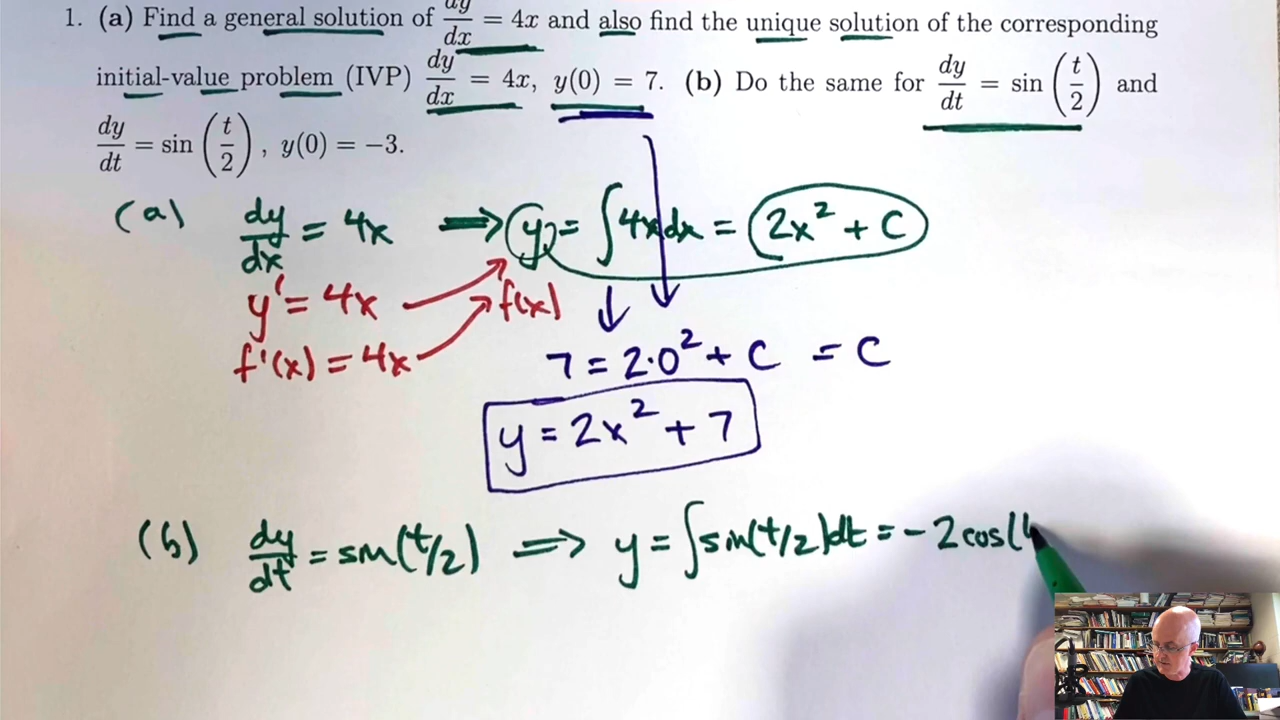 1. (a) Find a general solution of dy/dx = 4x and also find the unique solution of the corresponding
initial-value problem (IVP) dy/dx = 4x, y(0) = 7. (b) Do the same for dy/dt = sin (t/2) and
dy/dt = sin (t/2), y(0) = −3.
(a) dy/dx = 4x ⟹ y = ∫4x dx = 2x² + C
y' = 4x f(x)
f'(x) = 4x 7 = 2·0² + C = C
y = 2x² + 7
(b) dy/dt = sin(t/2) ⟹ y = ∫sin(t/2)dt = −2cos(